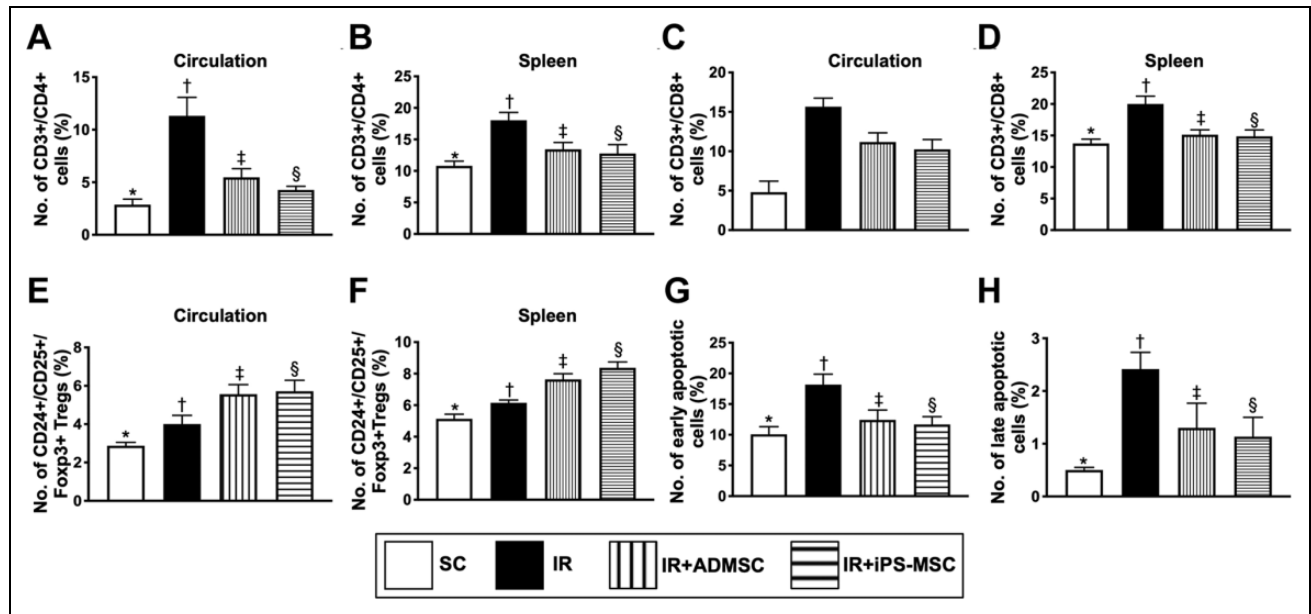 A
Circulation
No. of CD3+/CD4+
cells (%)
15
10
5
0
*
†
‡
§
B
Spleen
No. of CD3+/CD4+
cells (%)
25
20
15
10
5
0
*
†
‡
§
C
Circulation
No. of CD3+/CD8+
cells (%)
20
15
10
5
0
D
Spleen
No. of CD3+/CD8+
cells (%)
25
20
15
10
5
0
*
†
‡
§
E
Circulation
No. of CD24+/CD25+/
Foxp3+ Tregs (%)
8
6
4
2
0
*
†
‡
§
F
Spleen
No. of CD24+/CD25+/
Foxp3+Tregs (%)
10
8
6
4
2
0
*
†
‡
§
G
No. of early apoptotic
cells (%)
25
20
15
10
5
0
*
†
‡
§
H
No. of late apoptotic
cells (%)
3
2
1
0
*
†
‡
§
SC
IR
IR+ADMSC
IR+iPS-MSC